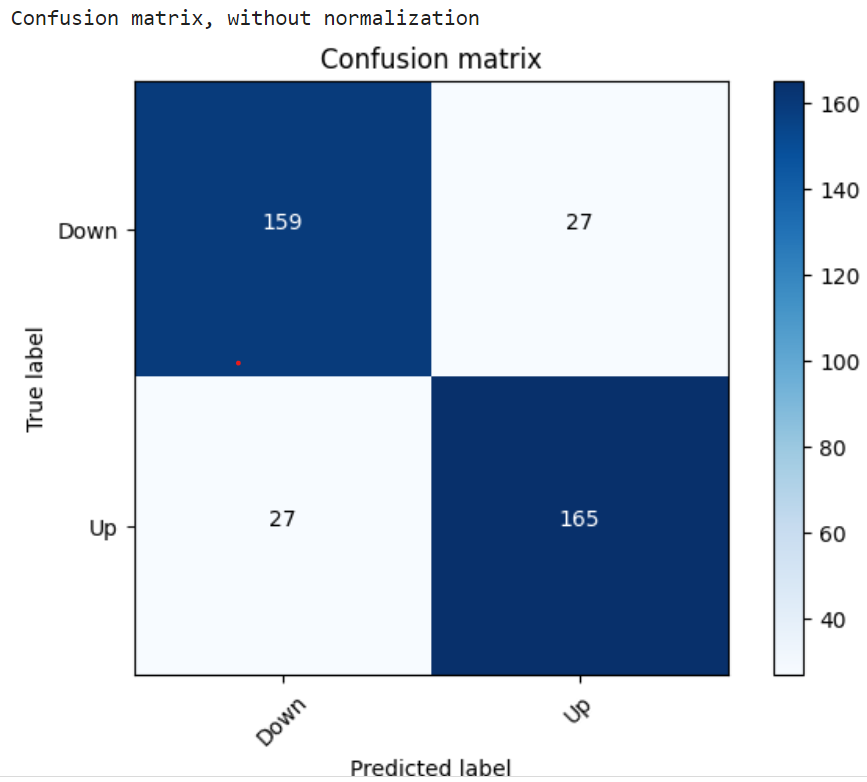 Confusion matrix, without normalization
Confusion matrix
160
159
27
Down
140
120
True label
100
80
27
165
Up
60
40
Down
Up
Predicted label